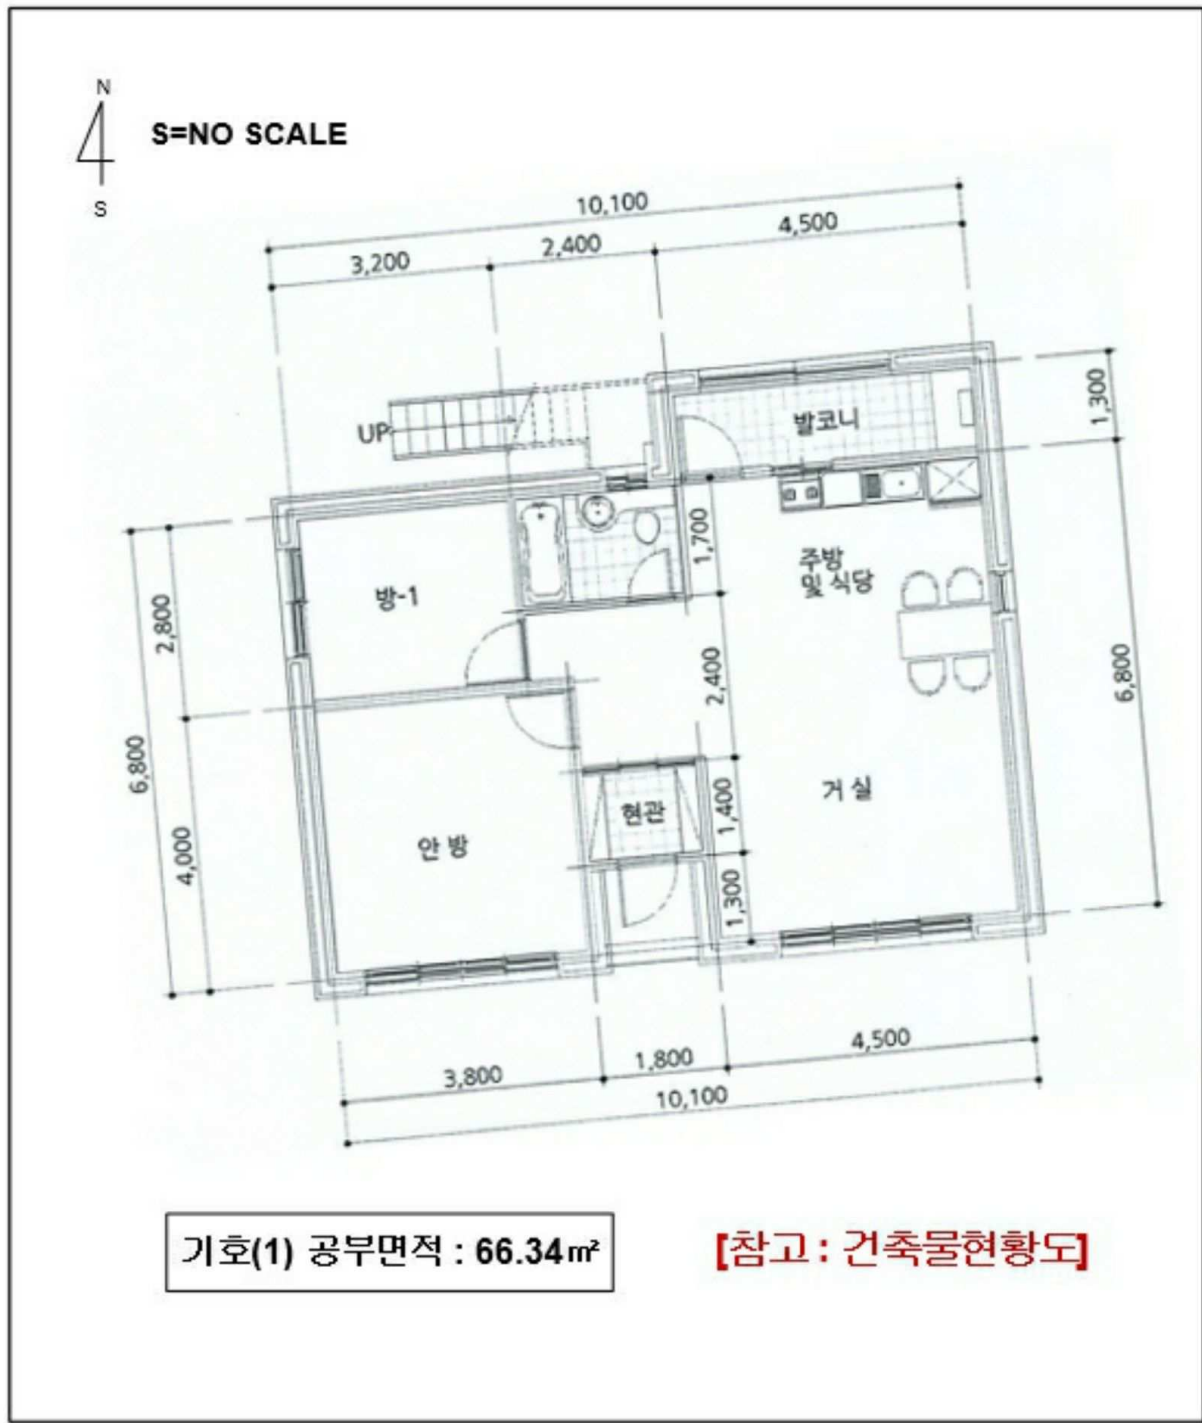 N
S=NO SCALE
S
10,100
3,200
2,400
4,500
UP
발코니
1,300
방-1
1,700
주방
및 식당
2,800
2,400
6,800
6,800
현관
1,400
거 실
안 방
4,000
1,300
3,800
1,800
4,500
10,100
기호(1) 공부면적 : 66.34㎡
[참고 : 건축물현황도]